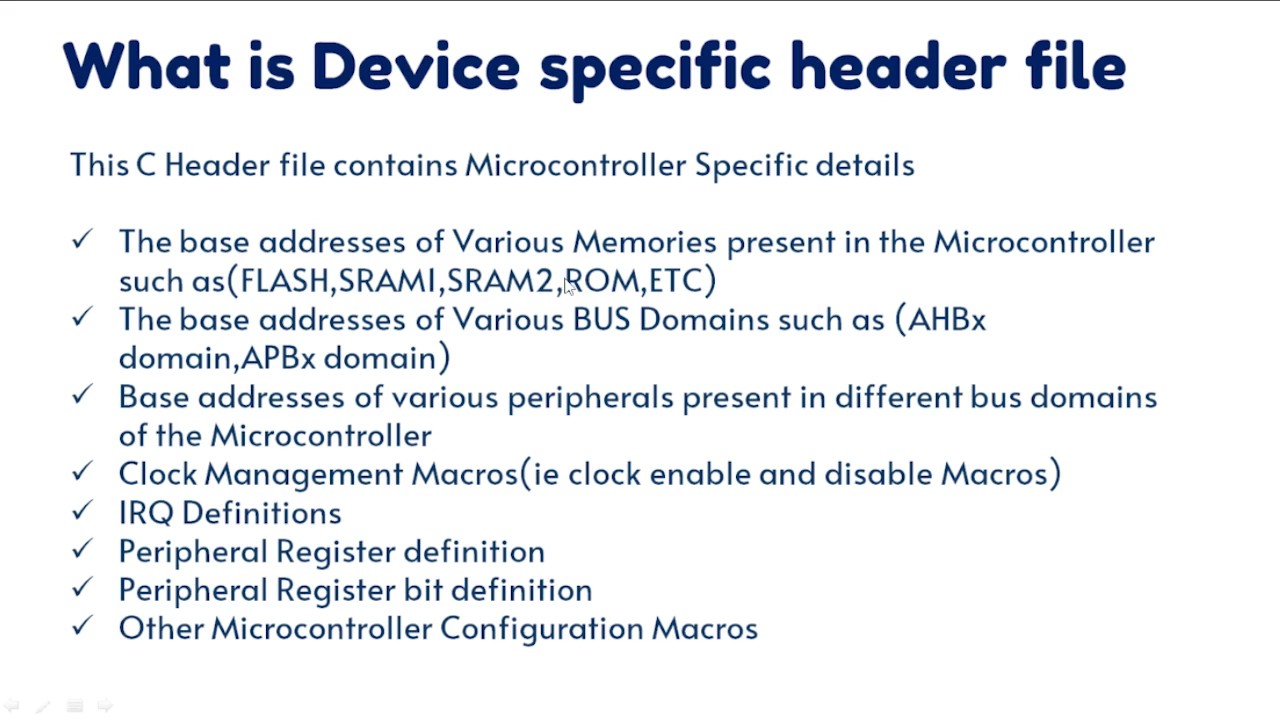 What is Device specific header file
This C Header file contains Microcontroller Specific details
✓ The base addresses of Various Memories present in the Microcontroller
such as(FLASH,SRAM1,SRAM2,ROM,ETC)
✓ The base addresses of Various BUS Domains such as (AHBx
domain,APBx domain)
✓ Base addresses of various peripherals present in different bus domains
of the Microcontroller
✓ Clock Management Macros(ie clock enable and disable Macros)
✓ IRQ Definitions
✓ Peripheral Register definition
✓ Peripheral Register bit definition
✓ Other Microcontroller Configuration Macros